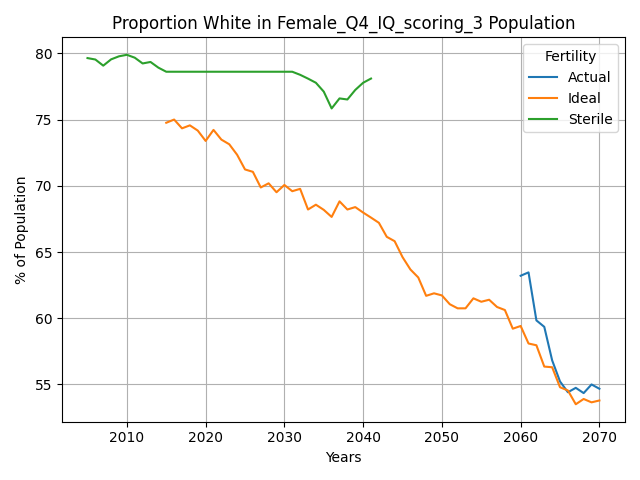 Proportion White in Female_Q4_IQ_scoring_3 Population
Fertility
Actual
Ideal
Sterile
% of Population
80
75
70
65
60
55
2010 2020 2030 2040 2050 2060 2070
Years